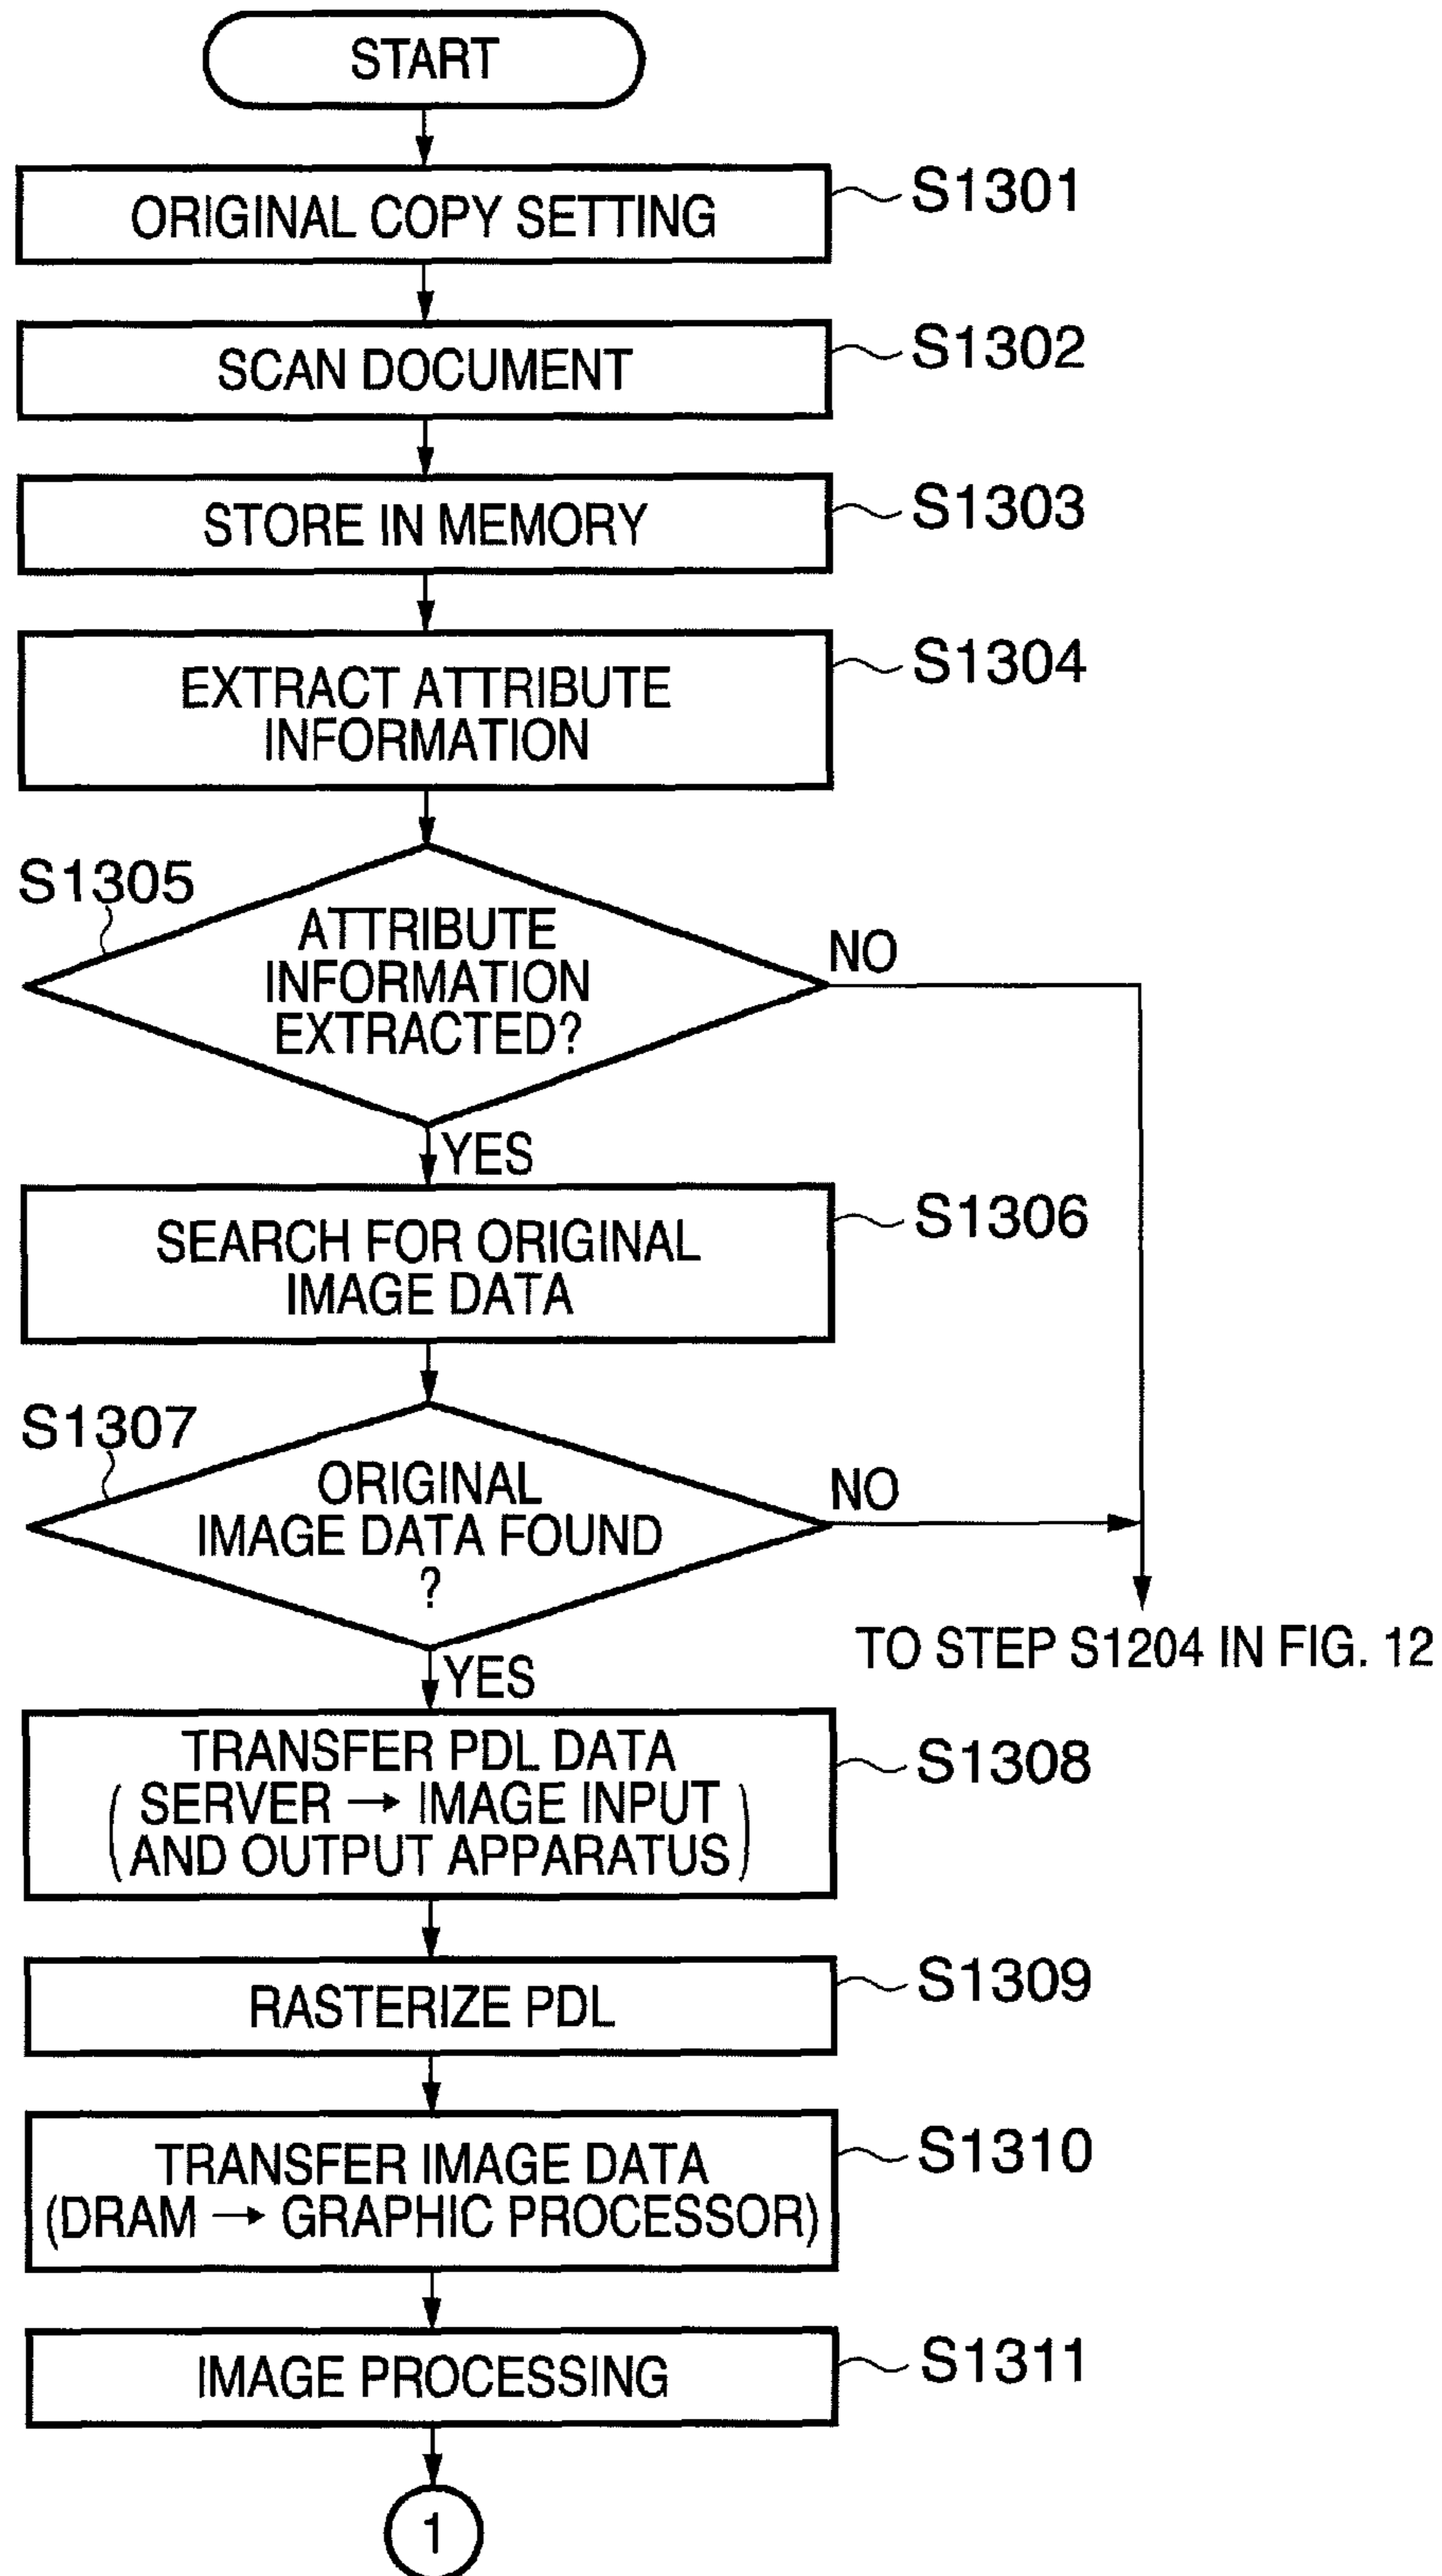 START
ORIGINAL COPY SETTING
S1301
SCAN DOCUMENT
S1302
STORE IN MEMORY
S1303
EXTRACT ATTRIBUTE
INFORMATION
S1304
S1305
ATTRIBUTE
INFORMATION
EXTRACTED?
NO
YES
SEARCH FOR ORIGINAL
IMAGE DATA
S1306
S1307
ORIGINAL
IMAGE DATA FOUND
?
NO
TO STEP S1204 IN FIG. 12
YES
TRANSFER PDL DATA
(SERVER → IMAGE INPUT
AND OUTPUT APPARATUS)
S1308
RASTERIZE PDL
S1309
TRANSFER IMAGE DATA
(DRAM → GRAPHIC PROCESSOR)
S1310
IMAGE PROCESSING
S1311
1